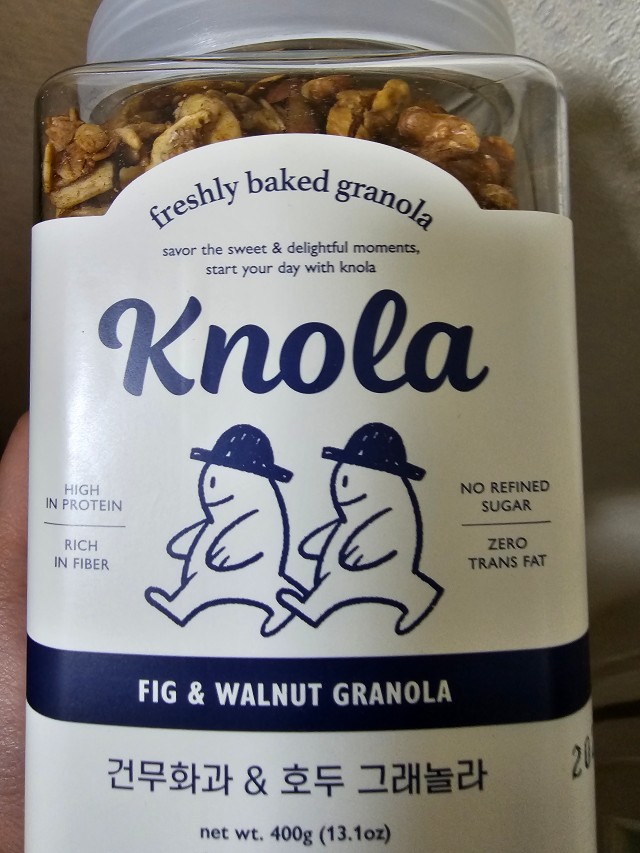 freshly baked granola
savor the sweet & delightful moments,
start your day with knola
Knola
HIGH
IN PROTEIN
RICH
IN FIBER
NO REFINED
SUGAR
ZERO
TRANS FAT
FIG & WALNUT GRANOLA
건무화과 & 호두 그래놀라
net wt. 400g (13.1oz)